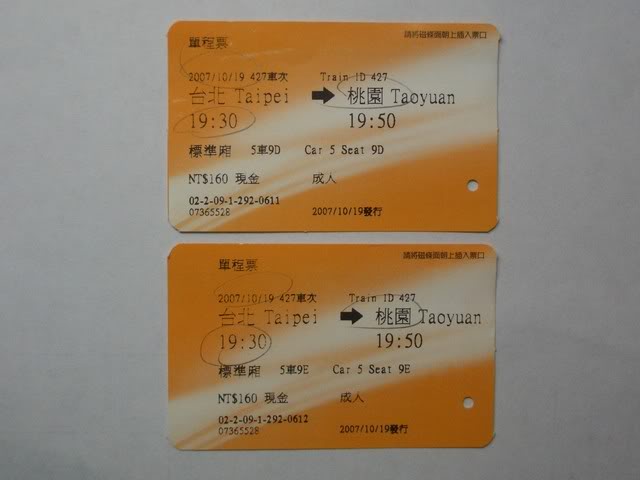 單程票 請將磁條面朝上插入票口
2007/10/19 427車次 Train ID 427
台北 Taipei ➡ 桃園 Taoyuan
19:30 19:50
標準廂 5車9D Car 5 Seat 9D
NT$160 現金 成人
02-2-09-1-292-0611
07365528 2007/10/19發行
單程票 請將磁條面朝上插入票口
2007/10/19 427車次 Train ID 427
台北 Taipei ➡ 桃園 Taoyuan
19:30 19:50
標準廂 5車9E Car 5 Seat 9E
NT$160 現金 成人
02-2-09-1-292-0612
07365528 2007/10/19發行